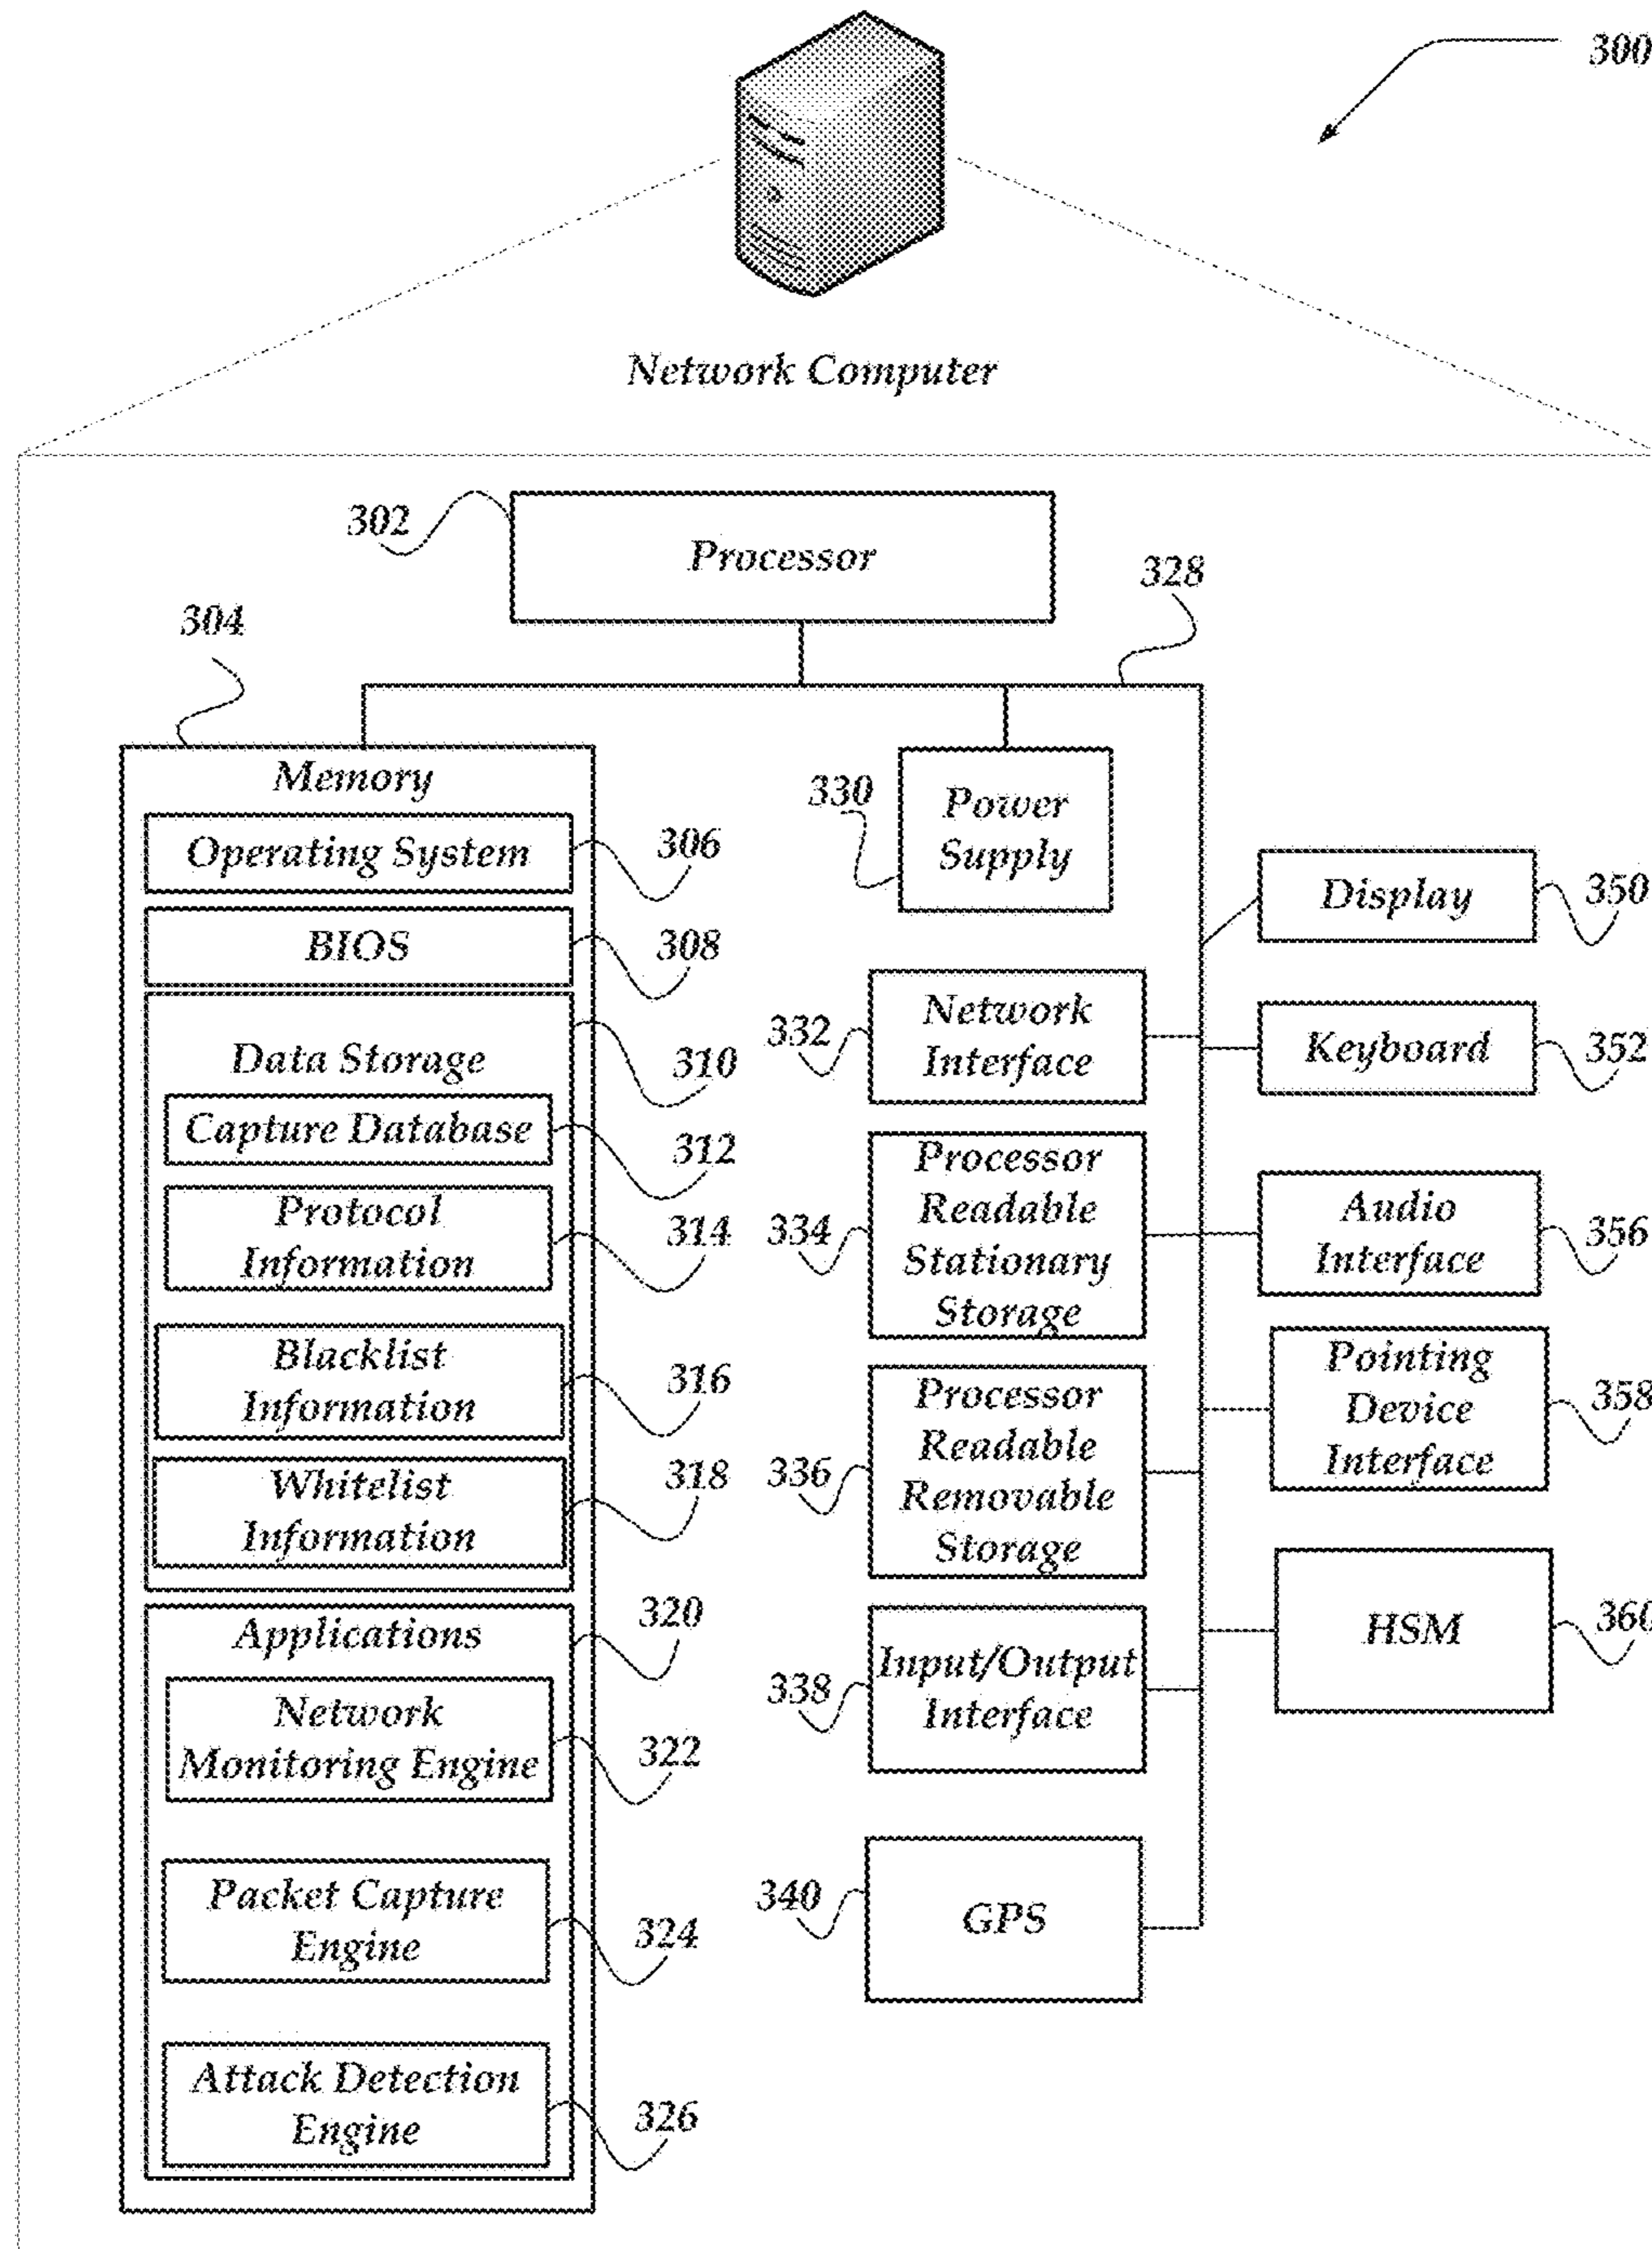 300
Network Computer
302
Processor
328
304
Memory
Operating System
306
BIOS
308
Data Storage
310
Capture Database
312
Protocol
Information
314
Blacklist
Information
316
Whitelist
Information
318
Applications
320
Network
Monitoring Engine
322
Packet Capture
Engine
324
Attack Detection
Engine
326
330
Power
Supply
332
Network
Interface
334
Processor
Readable
Stationary
Storage
336
Processor
Readable
Removable
Storage
338
Input/Output
Interface
340
GPS
Display
350
Keyboard
352
Audio
Interface
356
Pointing
Device
Interface
358
HSM
360